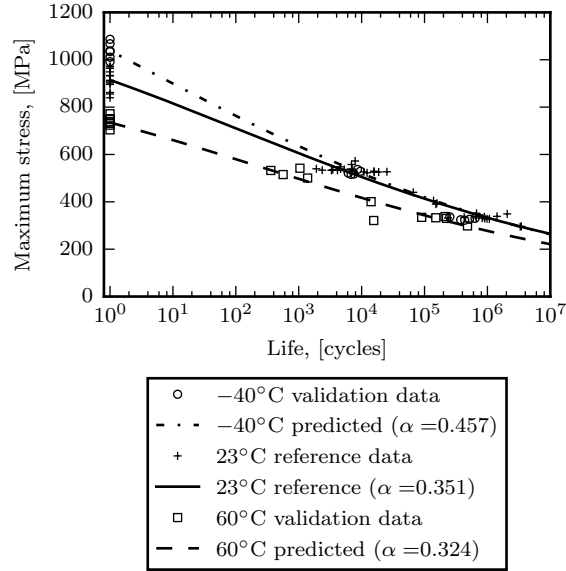 1200
1000
800
600
400
200
0
Maximum stress, [MPa]
10⁰ 10¹ 10² 10³ 10⁴ 10⁵ 10⁶ 10⁷
Life, [cycles]
−40°C validation data
−40°C predicted (α =0.457)
23°C reference data
23°C reference (α =0.351)
60°C validation data
60°C predicted (α =0.324)